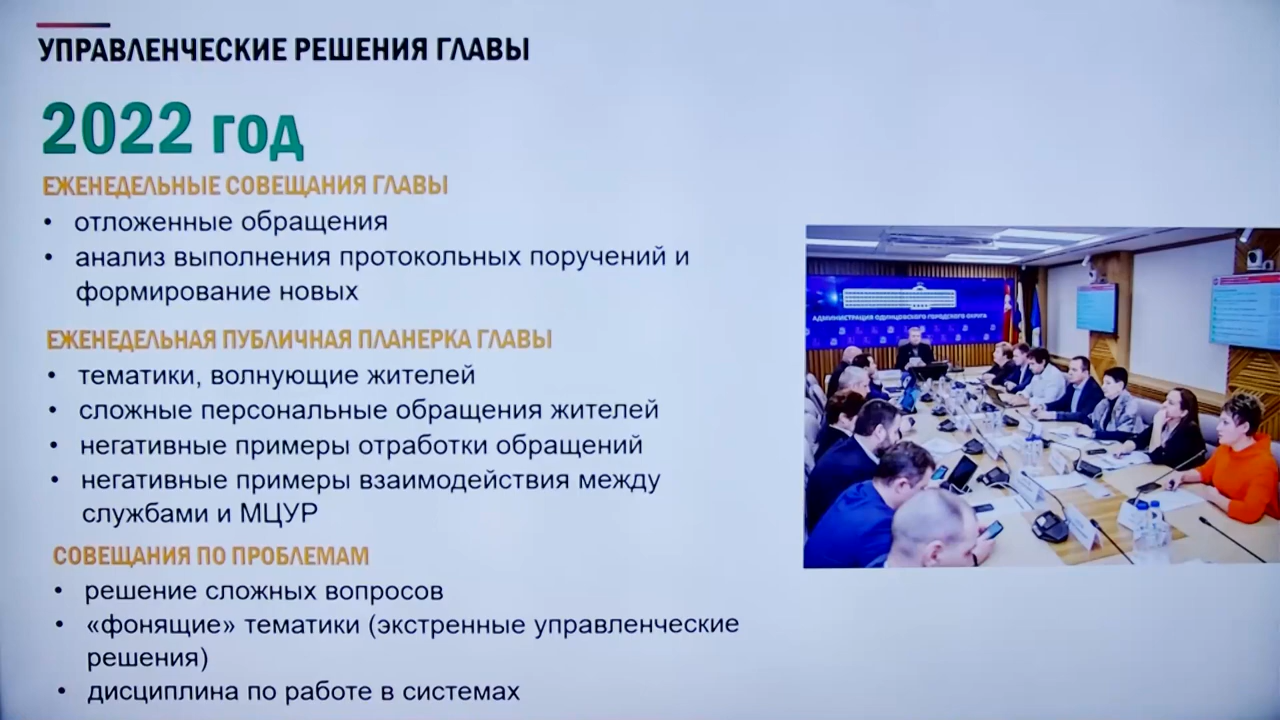 УПРАВЛЕНЧЕСКИЕ РЕШЕНИЯ ГЛАВЫ
2022 год
ЕЖЕНЕДЕЛЬНЫЕ СОВЕЩАНИЯ ГЛАВЫ
• отложенные обращения
• анализ выполнения протокольных поручений и
формирование новых
ЕЖЕНЕДЕЛЬНАЯ ПУБЛИЧНАЯ ПЛАНЕРКА ГЛАВЫ
• тематики, волнующие жителей
• сложные персональные обращения жителей
• негативные примеры отработки обращений
• негативные примеры взаимодействия между
службами и МЦУР
СОВЕЩАНИЯ ПО ПРОБЛЕМАМ
• решение сложных вопросов
• «фонящие» тематики (экстренные управленческие
решения)
• дисциплина по работе в системах
АДМИНИСТРАЦИЯ ОДИНЦОВСКОГО ГОРОДСКОГО ОКРУГА